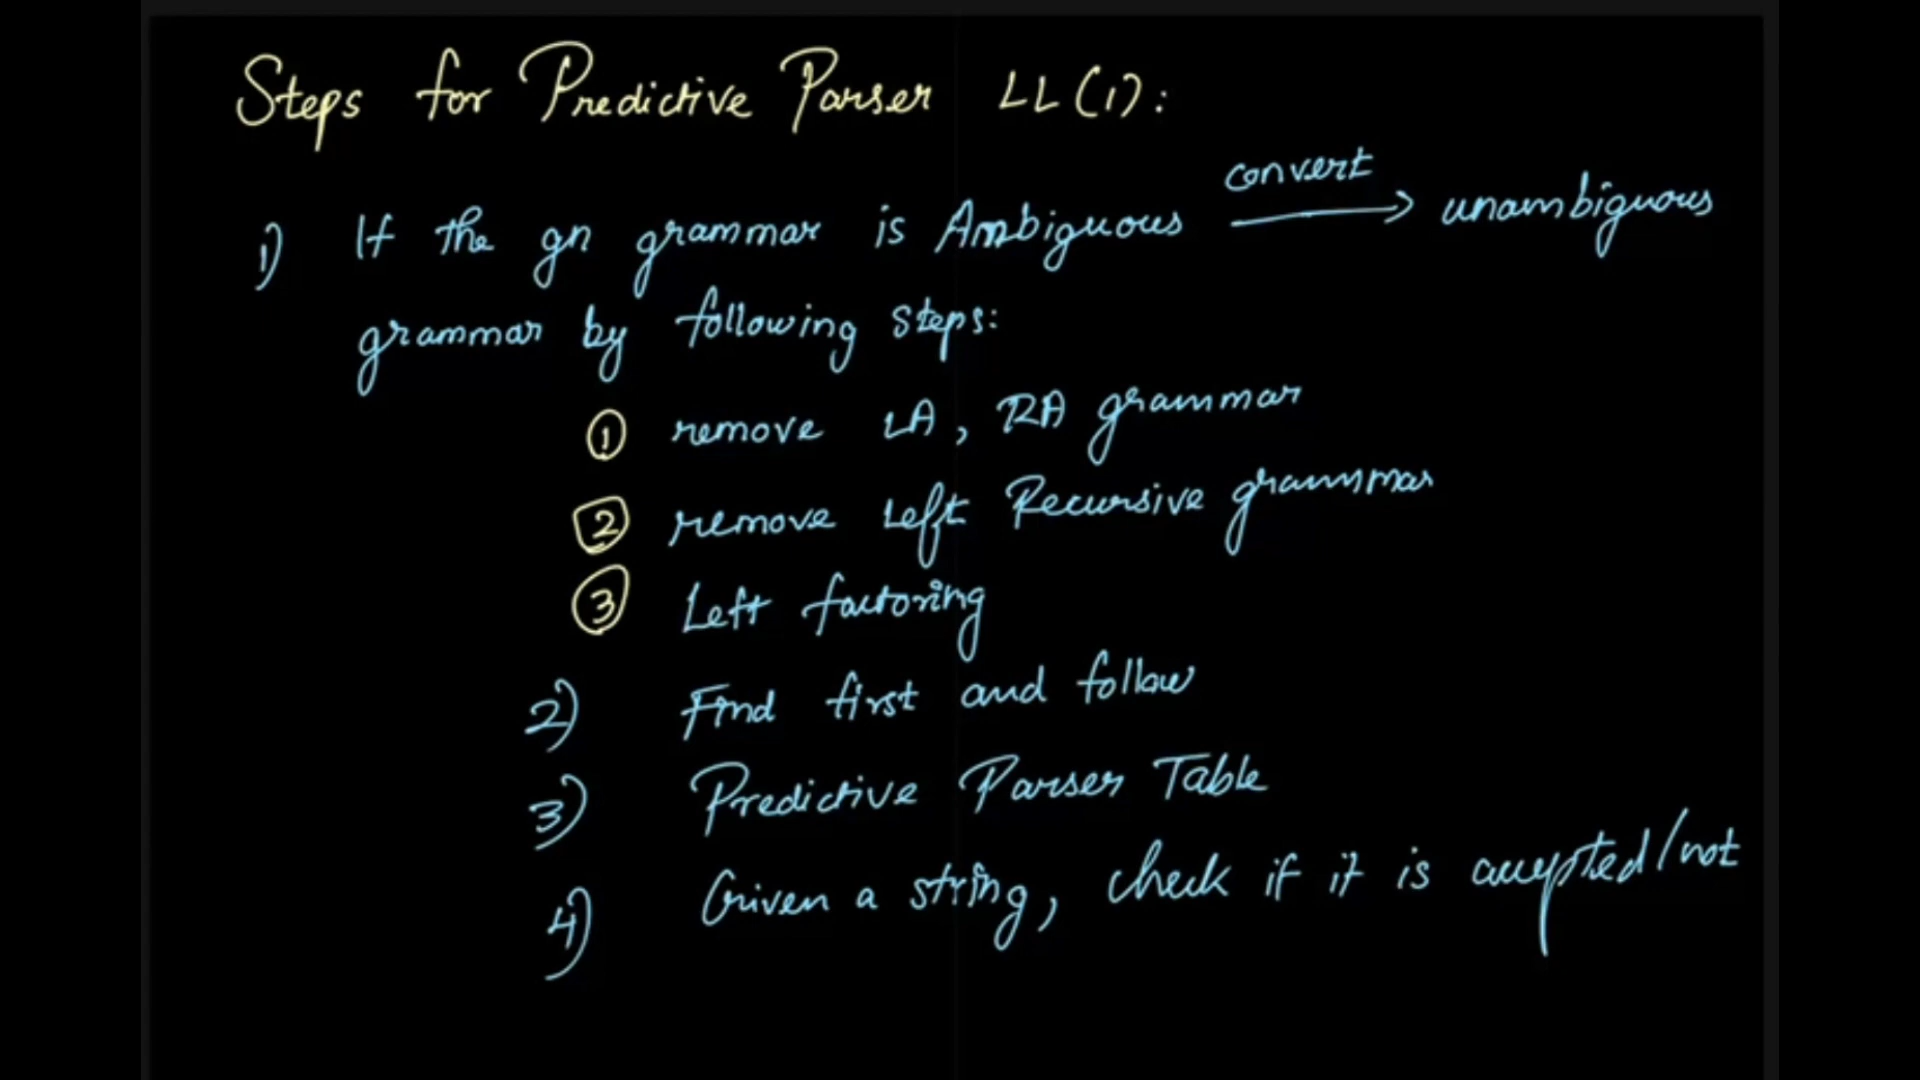 Steps for Predictive Parser LL(1):
convert
1) If the gn grammar is Ambiguous → unambiguous
grammar by following steps:
① remove LA, RA grammar
② remove Left Recursive grammar
③ Left factoring
2) Find first and follow
3) Predictive Parser Table
4) Given a string, check if it is accepted/not